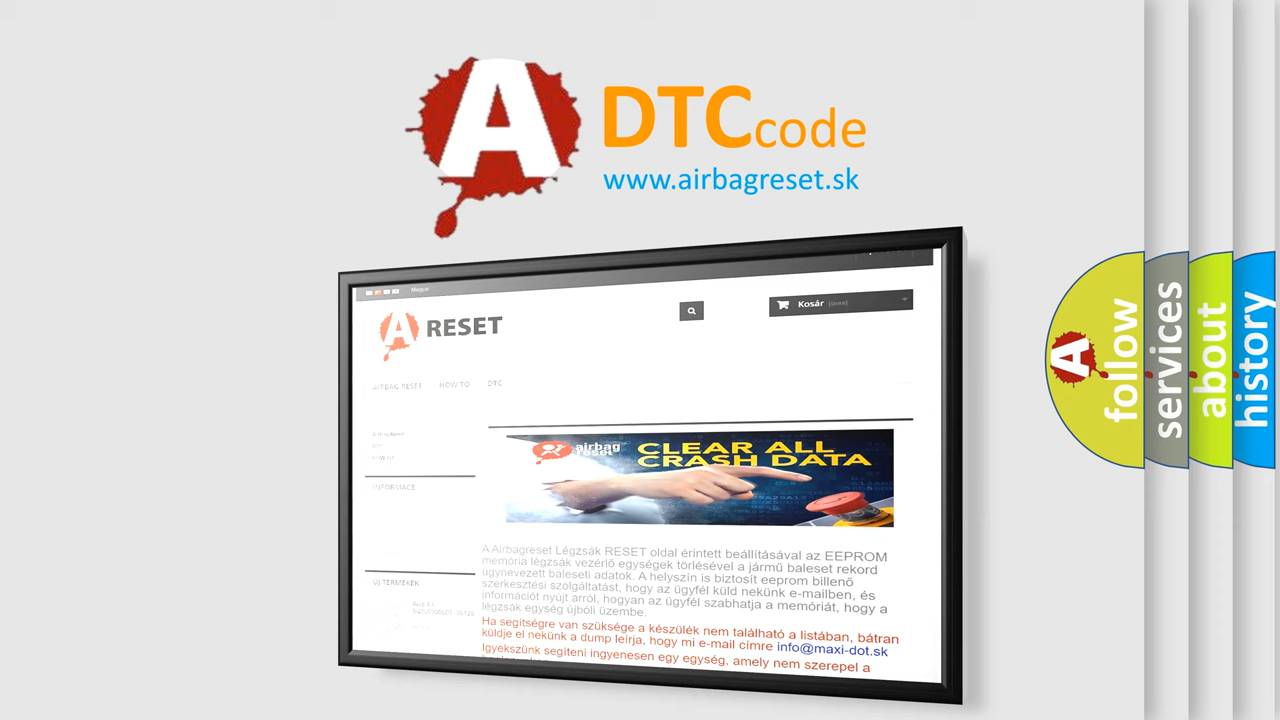 A
DTC code
www.airbagreset.sk
Magyar
A RESET
Kosár (üres)
AIRBAG RESET HOW TO DTC
airbag
reset
CLEAR ALL
CRASH DATA
INFORMACE
ÚJ TERMÉKEK
A Airbagreset Légzsák RESET oldal érintett beállításával az EEPROM
memória légzsák vezérlő egységek törlésével a jármű baleset rekord
úgynevezett baleseti adatok. A helyszín is biztosít eeprom billenő
szerkesztési szolgáltatást, hogy az ügyfél küld nekünk e-mailben, és
információt nyújt arról, hogyan az ügyfél szabhatja a memóriát, hogy a
légzsák egység újbóli üzembe.
Ha segítségre van szüksége a készülék nem található a listában, bátran
küldje el nekünk a dump leírja, hogy mi e-mail címre info@maxi-dot.sk
Igyekszünk segíteni ingyenesen egy egység, amely nem szerepel a
A
follow
services
about
history